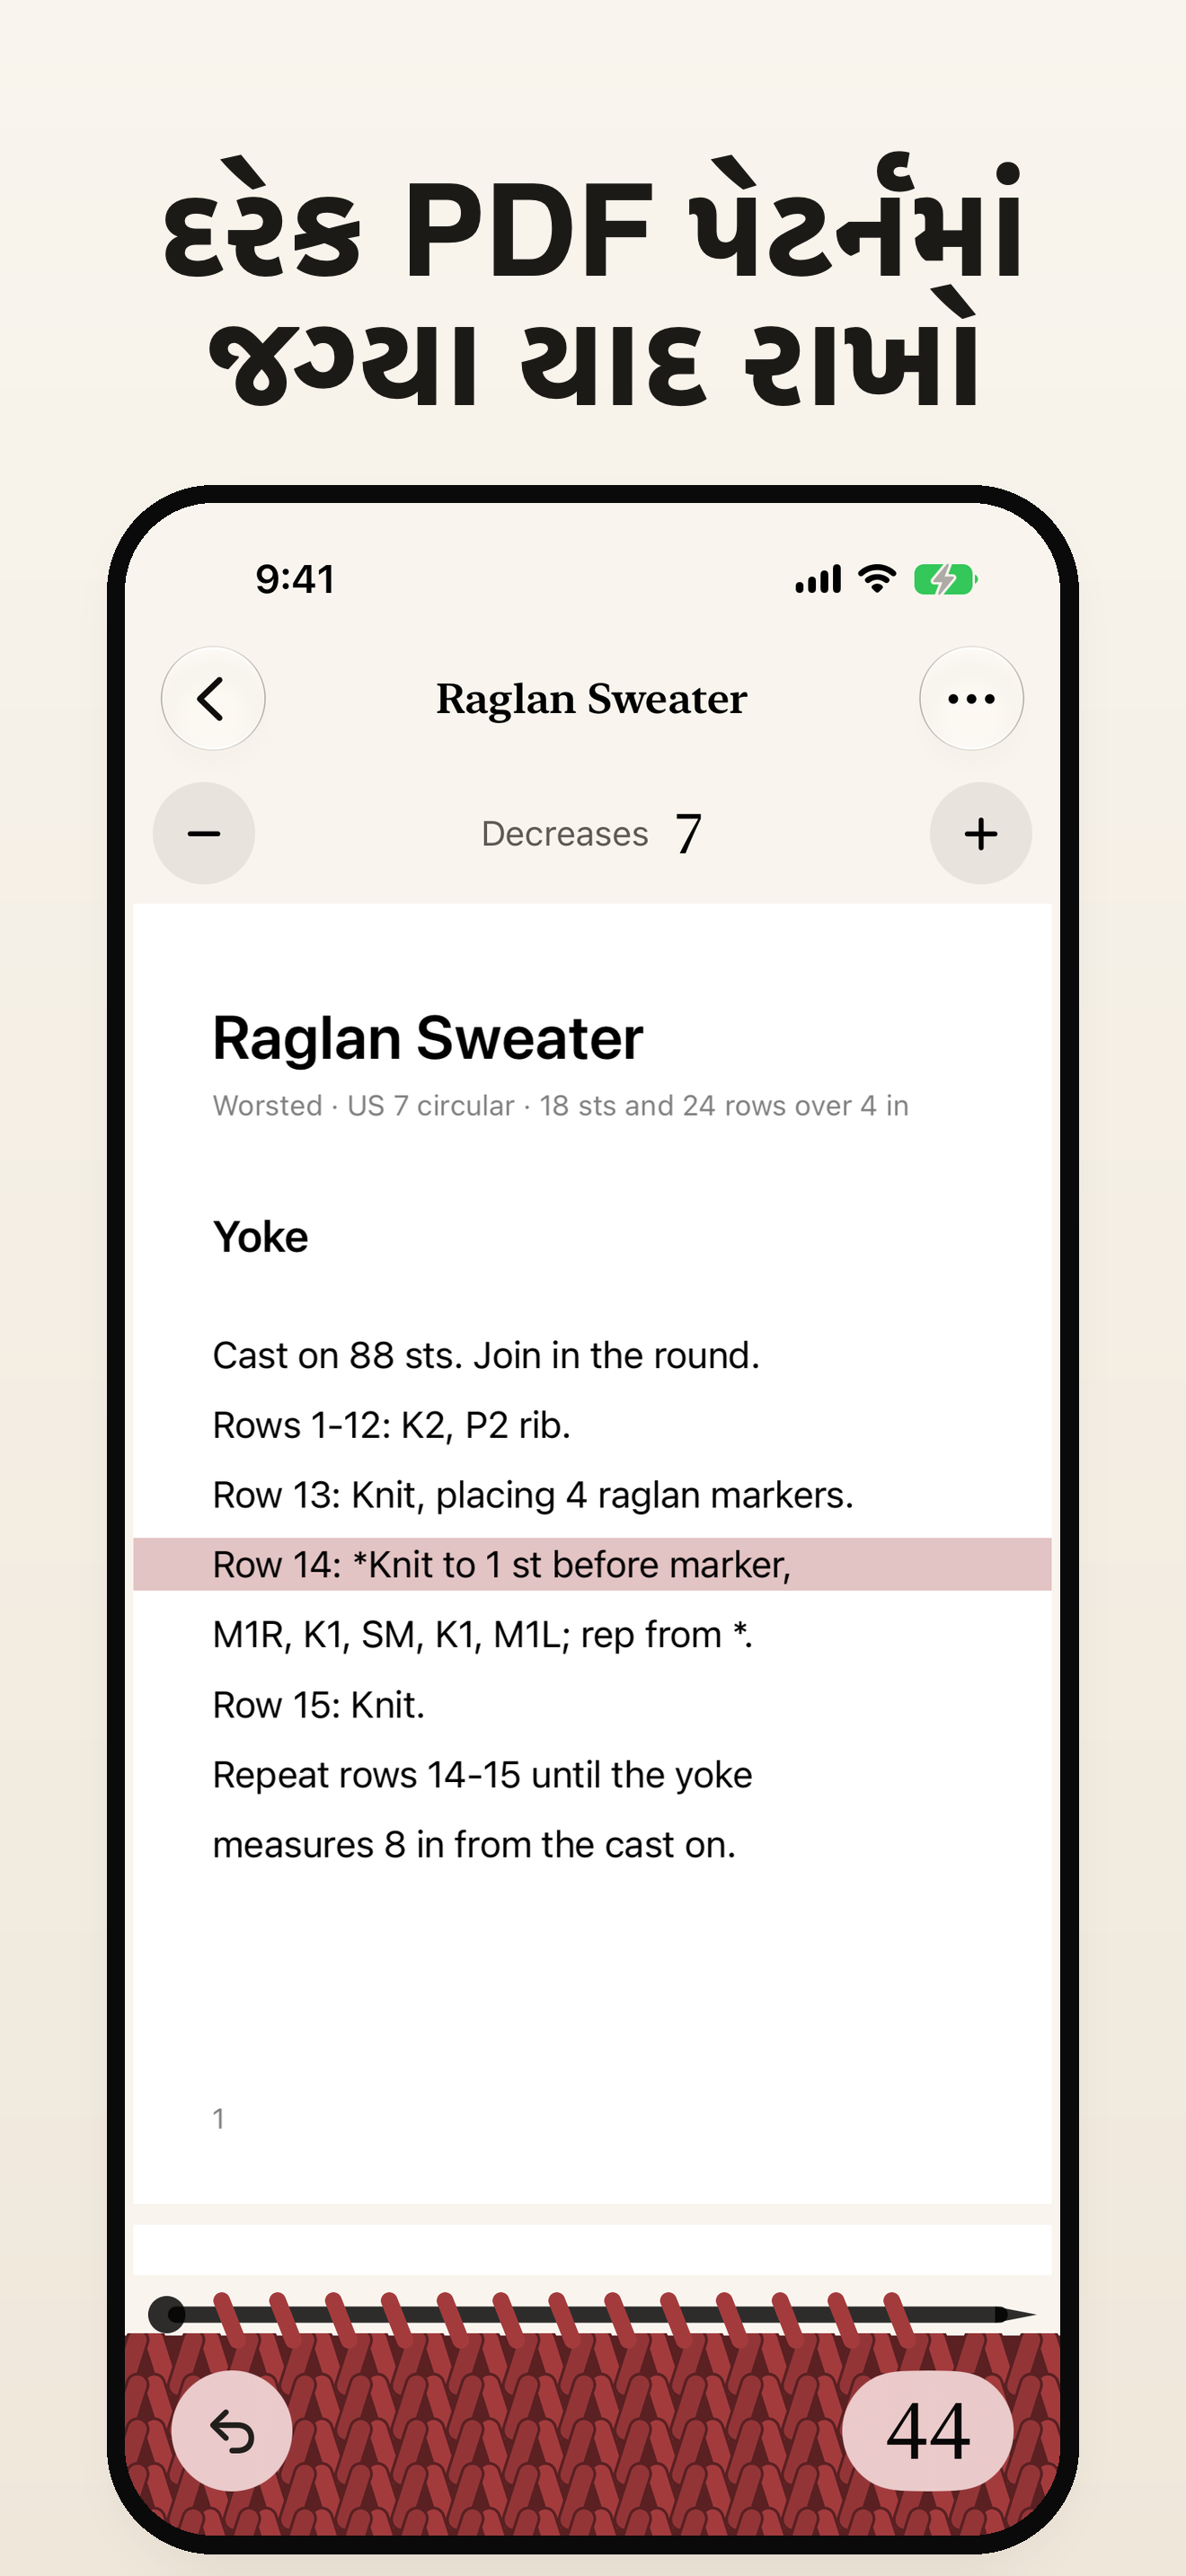 દરેક PDF પેટર્નમાં
જગ્યા યાદ રાખો
9:41
Raglan Sweater
Decreases 7
Raglan Sweater
Worsted · US 7 circular · 18 sts and 24 rows over 4 in
Yoke
Cast on 88 sts. Join in the round.
Rows 1-12: K2, P2 rib.
Row 13: Knit, placing 4 raglan markers.
Row 14: *Knit to 1 st before marker,
M1R, K1, SM, K1, M1L; rep from *.
Row 15: Knit.
Repeat rows 14-15 until the yoke
measures 8 in from the cast on.
1
44